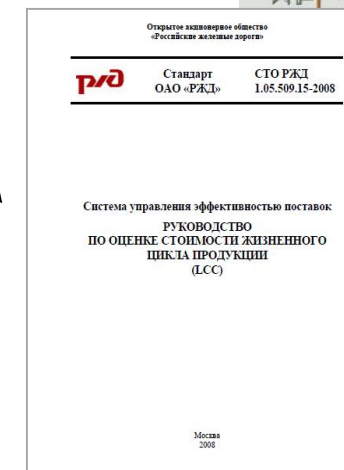 Открытое акционерное общество
«Российские железные дороги»
ржд
Стандарт
ОАО «РЖД»
СТО РЖД
1.05.509.15-2008
Система управления эффективностью поставок
РУКОВОДСТВО
ПО ОЦЕНКЕ СТОИМОСТИ ЖИЗНЕННОГО
ЦИКЛА ПРОДУКЦИИ
(LCC)
Москва
2008